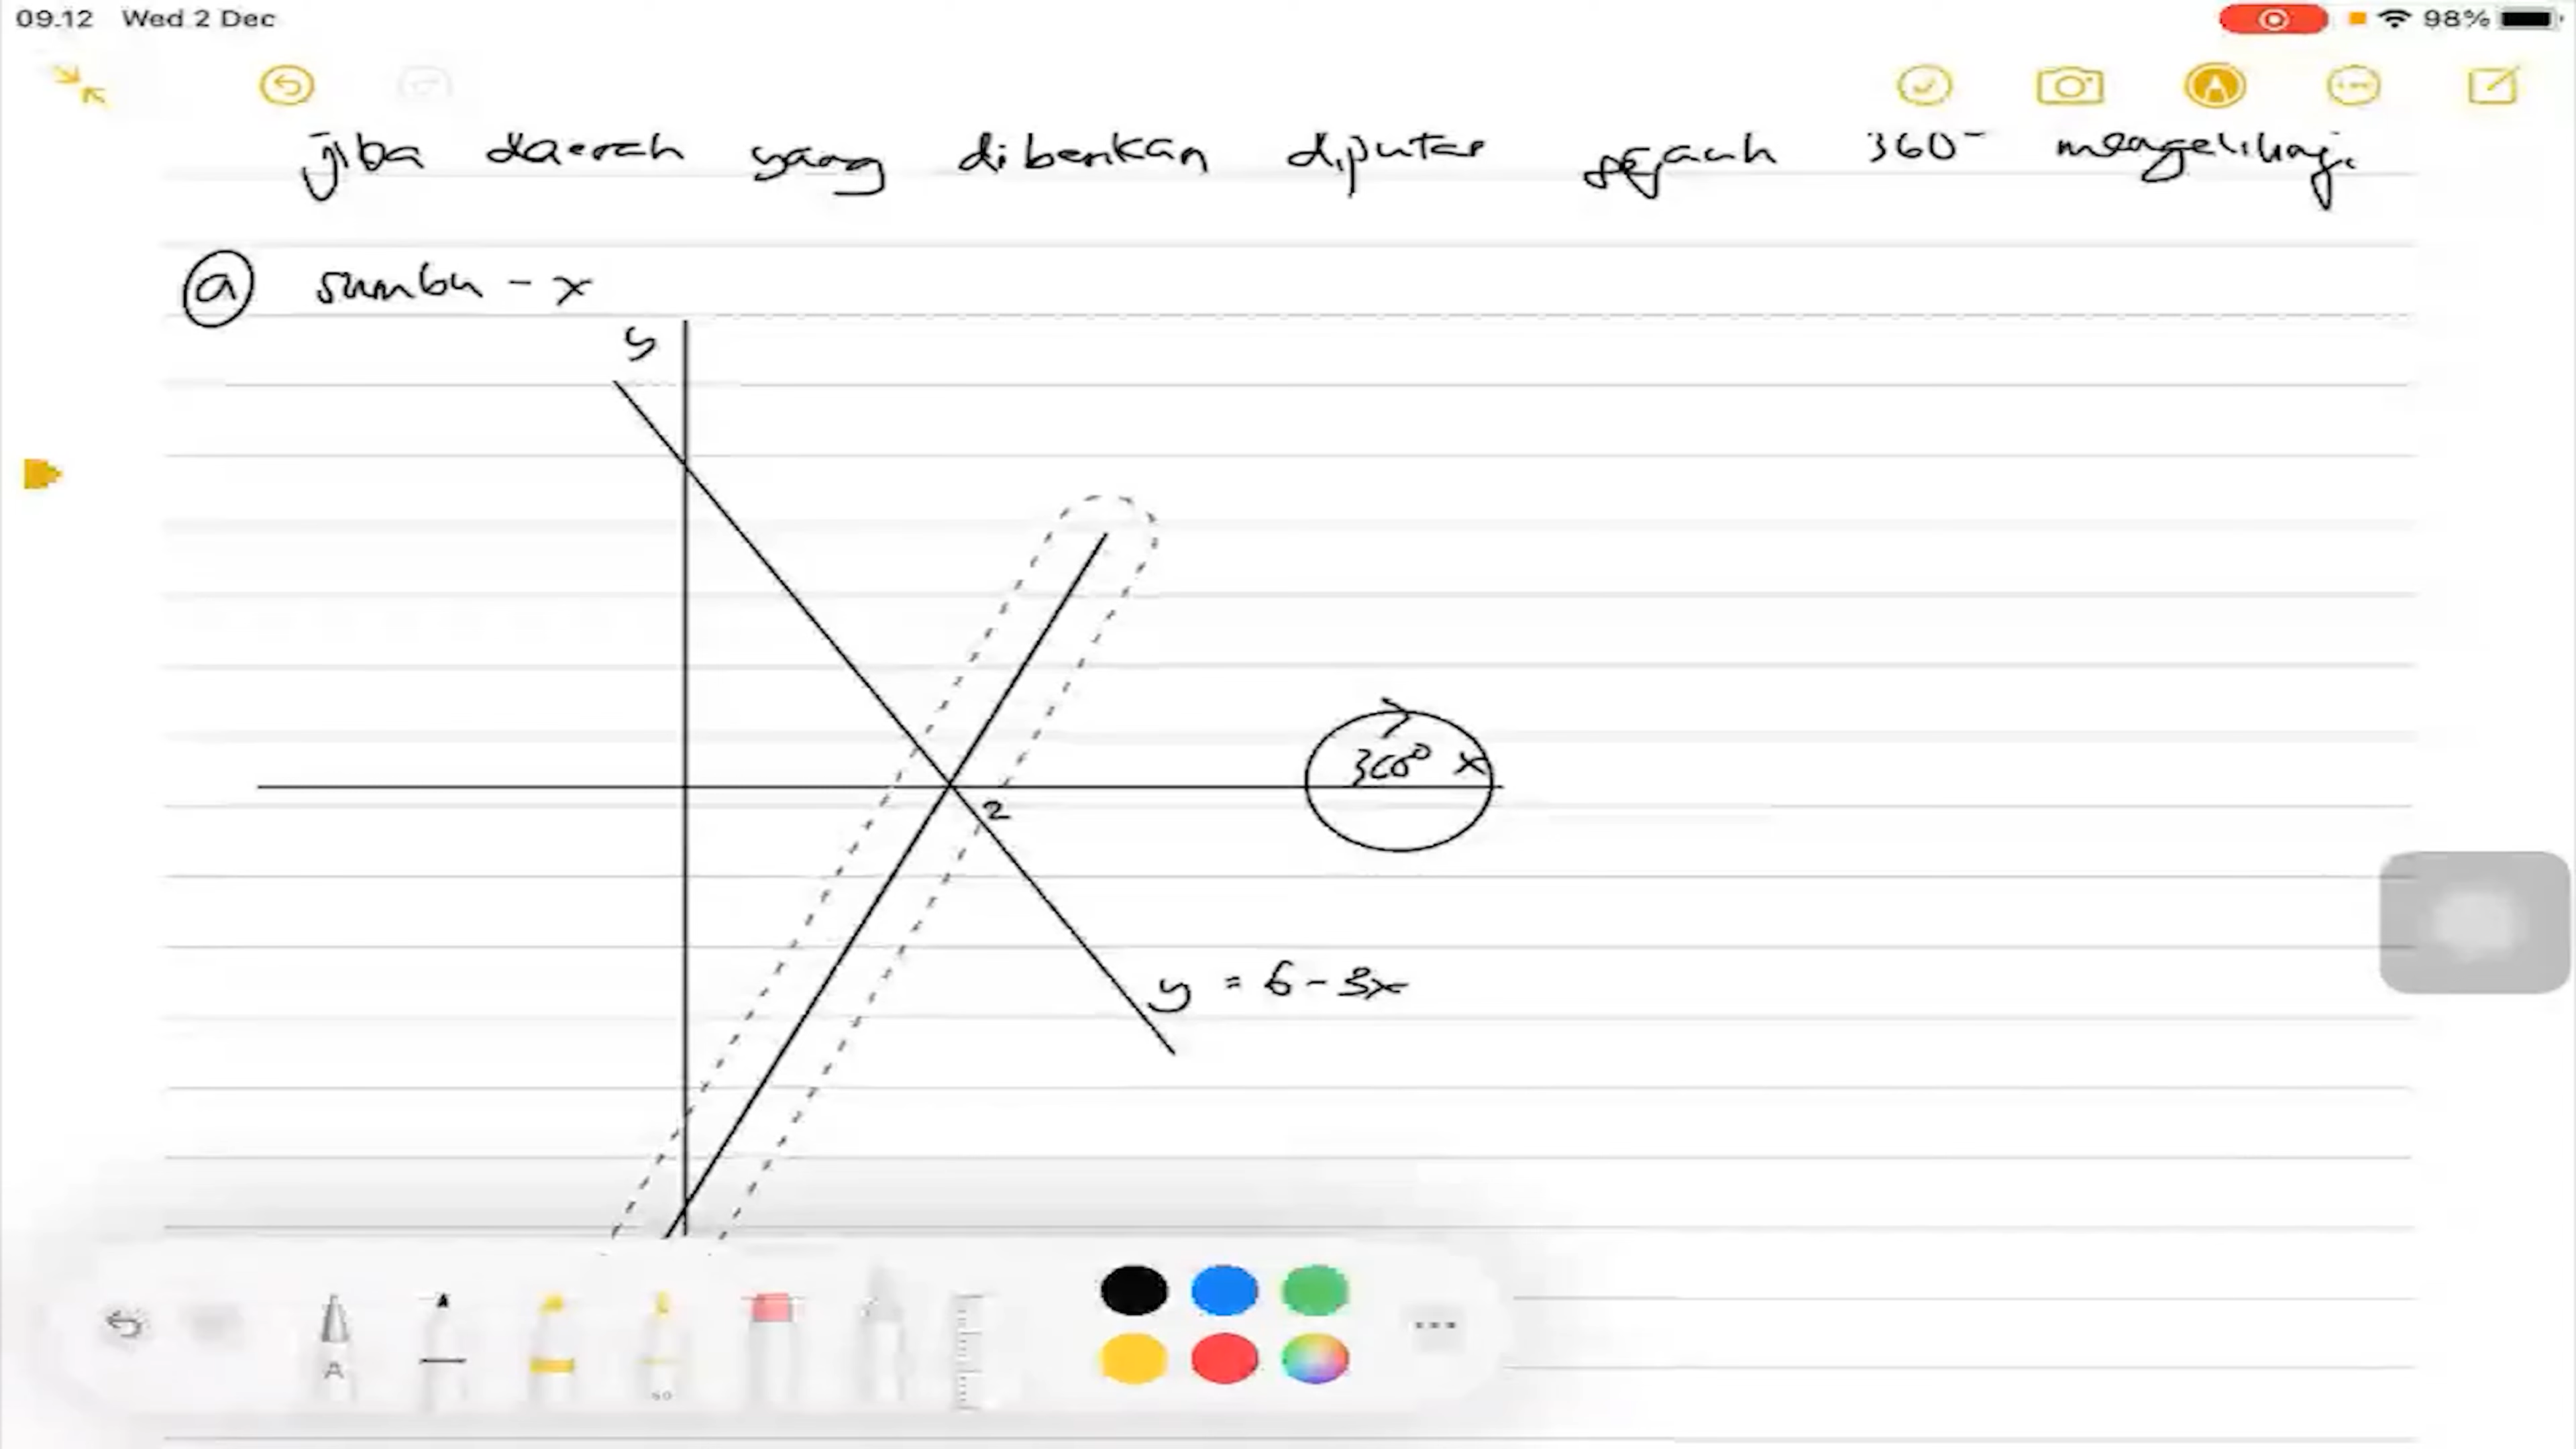 09.12 Wed 2 Dec
98%
jika daerah yang diberikan diputar sejauh 360° mengelilingi
a sumbu - x
y
360° x
2
y = 6 - 3x
A
50